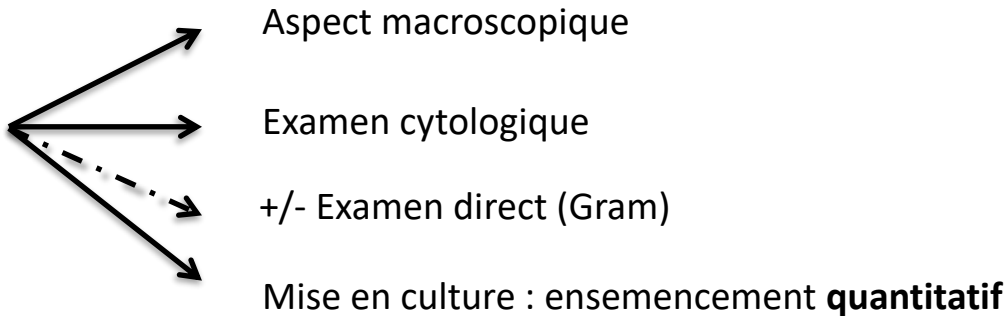 Aspect macroscopique
Examen cytologique
+/- Examen direct (Gram)
Mise en culture : ensemencement quantitatif